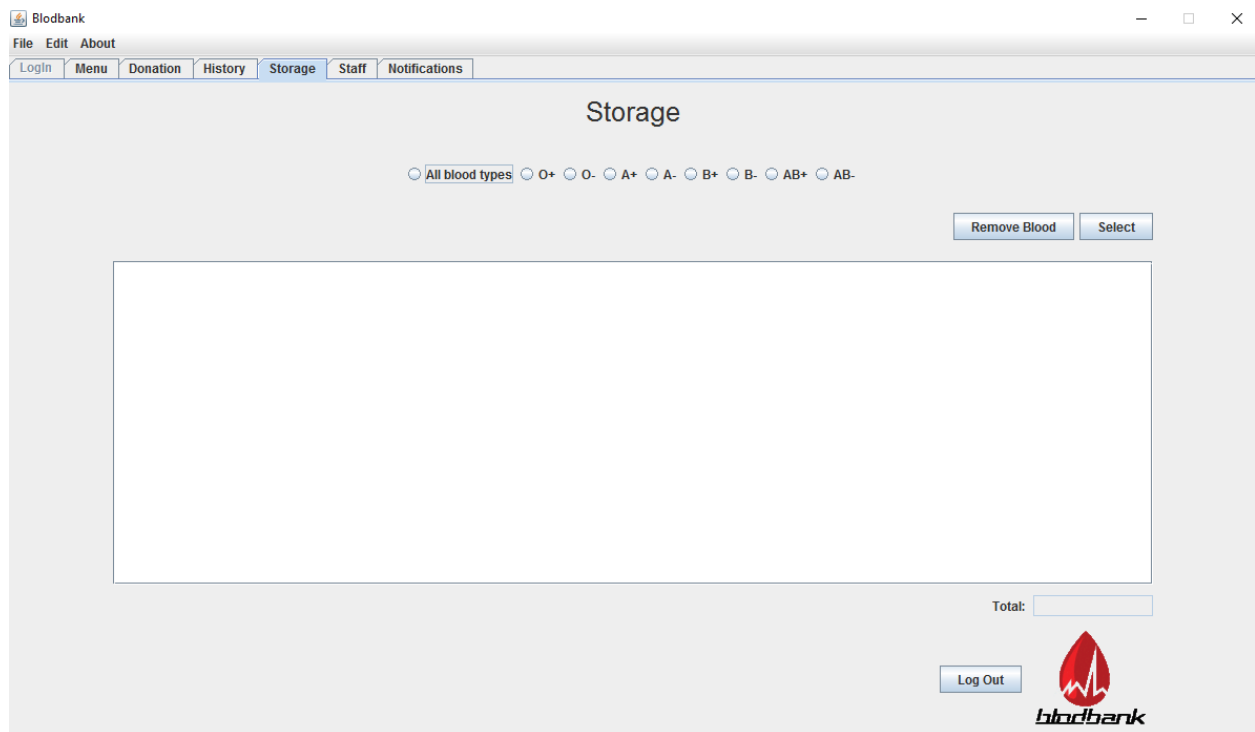 Blodbank
File Edit About
LogIn Menu Donation History Storage Staff Notifications
Storage
All blood types O+ O- A+ A- B+ B- AB+ AB-
Remove Blood Select
Total:
Log Out
blodbank